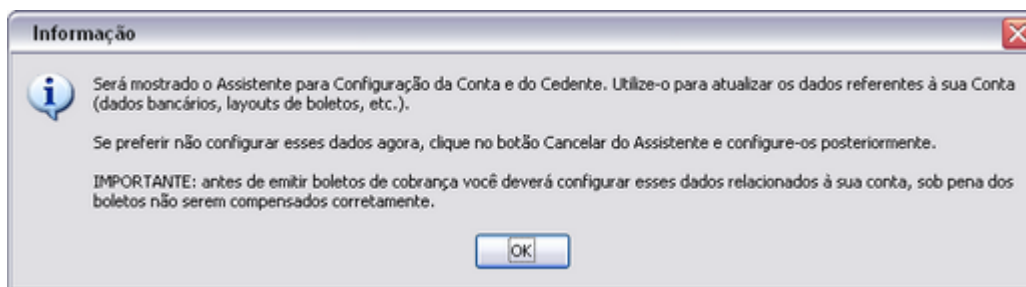 Informação
Será mostrado o Assistente para Configuração da Conta e do Cedente. Utilize-o para atualizar os dados referentes à sua Conta
(dados bancários, layouts de boletos, etc.).
Se preferir não configurar esses dados agora, clique no botão Cancelar do Assistente e configure-os posteriormente.
IMPORTANTE: antes de emitir boletos de cobrança você deverá configurar esses dados relacionados à sua conta, sob pena dos
boletos não serem compensados corretamente.
OK